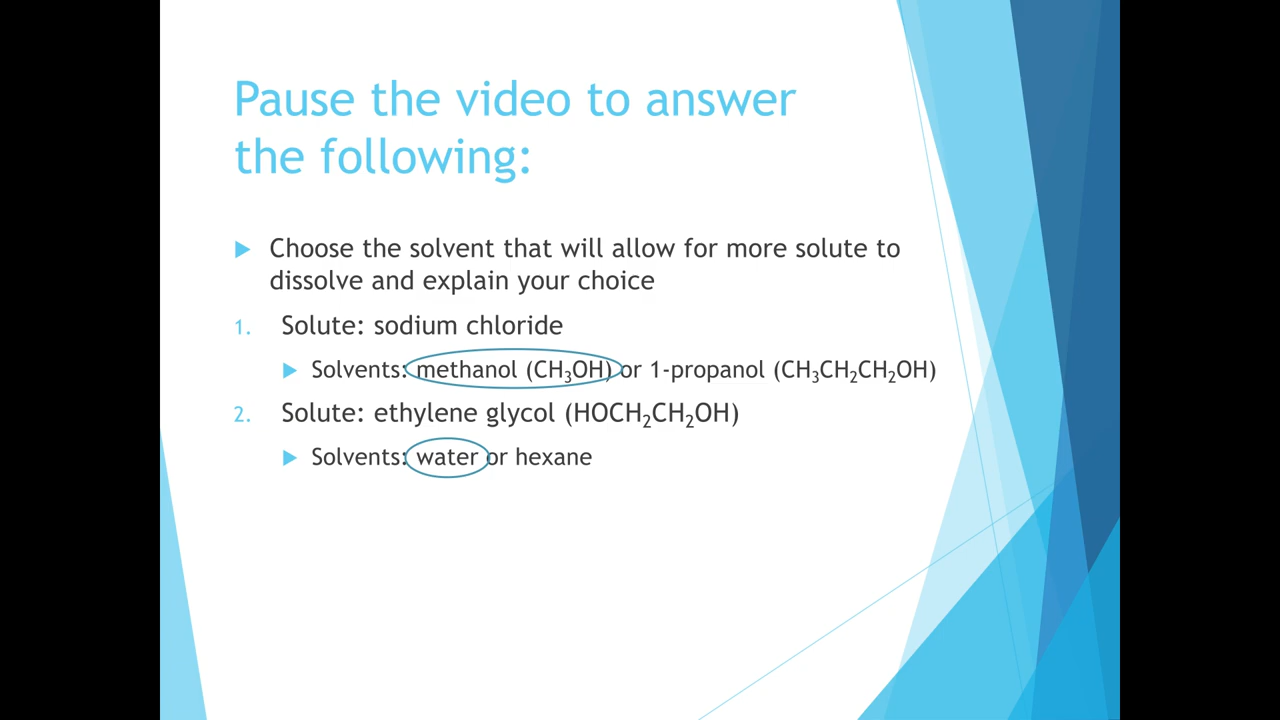 Pause the video to answer
the following:
Choose the solvent that will allow for more solute to
dissolve and explain your choice
1. Solute: sodium chloride
Solvents: methanol (CH₃OH) or 1-propanol (CH₃CH₂CH₂OH)
2. Solute: ethylene glycol (HOCH₂CH₂OH)
Solvents: water or hexane